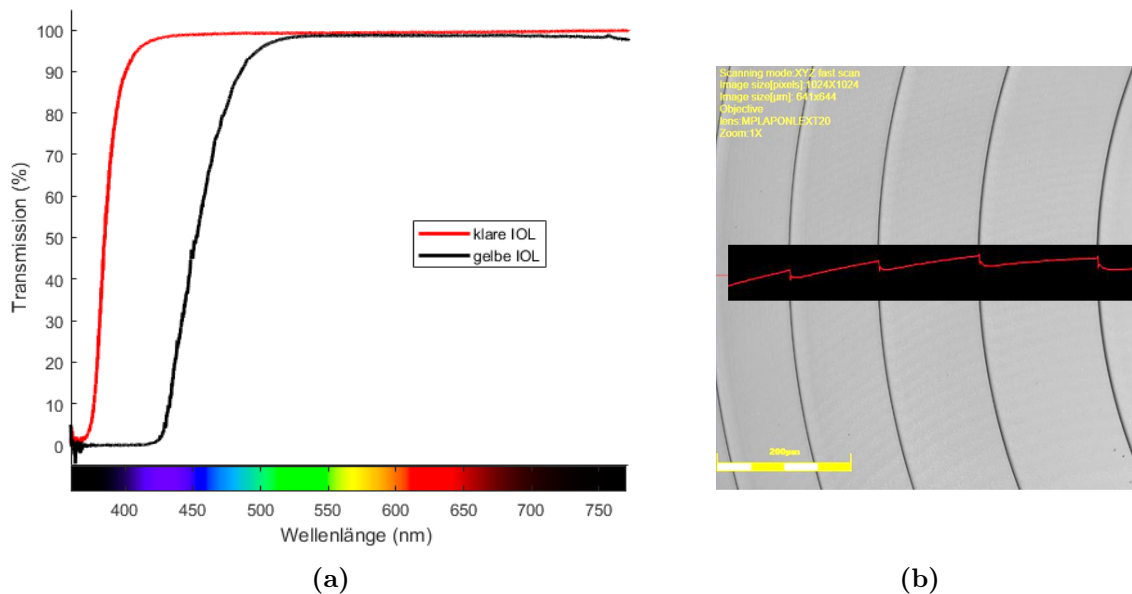 100
90
80
70
60
50
40
30
20
10
0
Transmission (%)
klare IOL
gelbe IOL
400 450 500 550 600 650 700 750
Wellenlänge (nm)
(a)
Scanning mode:XYZ fast scan
Image size[pixels]:1024X1024
Image size[µm]: 641x644
Objective
lens:MPLAPONLEXT20
Zoom:1X
200µm
(b)